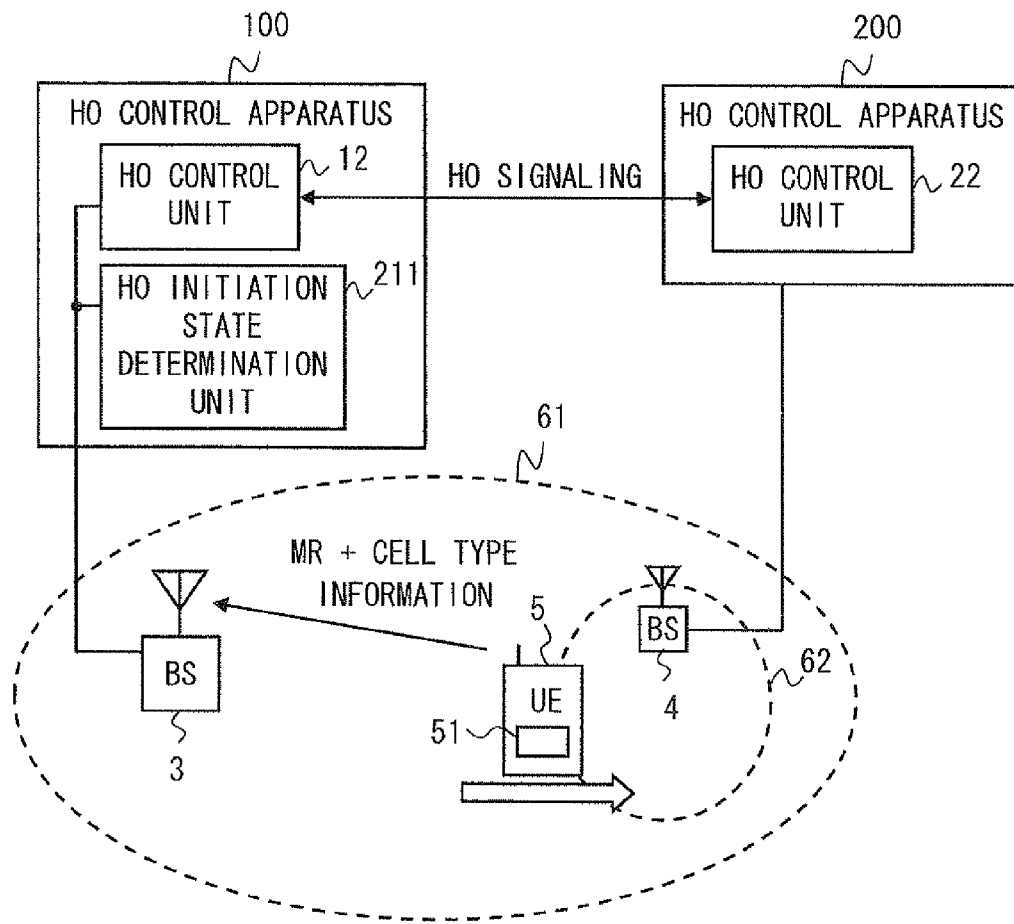 100
200
HO CONTROL APPARATUS
HO CONTROL
UNIT
12
HO INITIATION
STATE
DETERMINATION
UNIT
211
HO SIGNALING
HO CONTROL APPARATUS
HO CONTROL
UNIT
22
61
MR + CELL TYPE
INFORMATION
BS
3
5
UE
51
BS
4
62